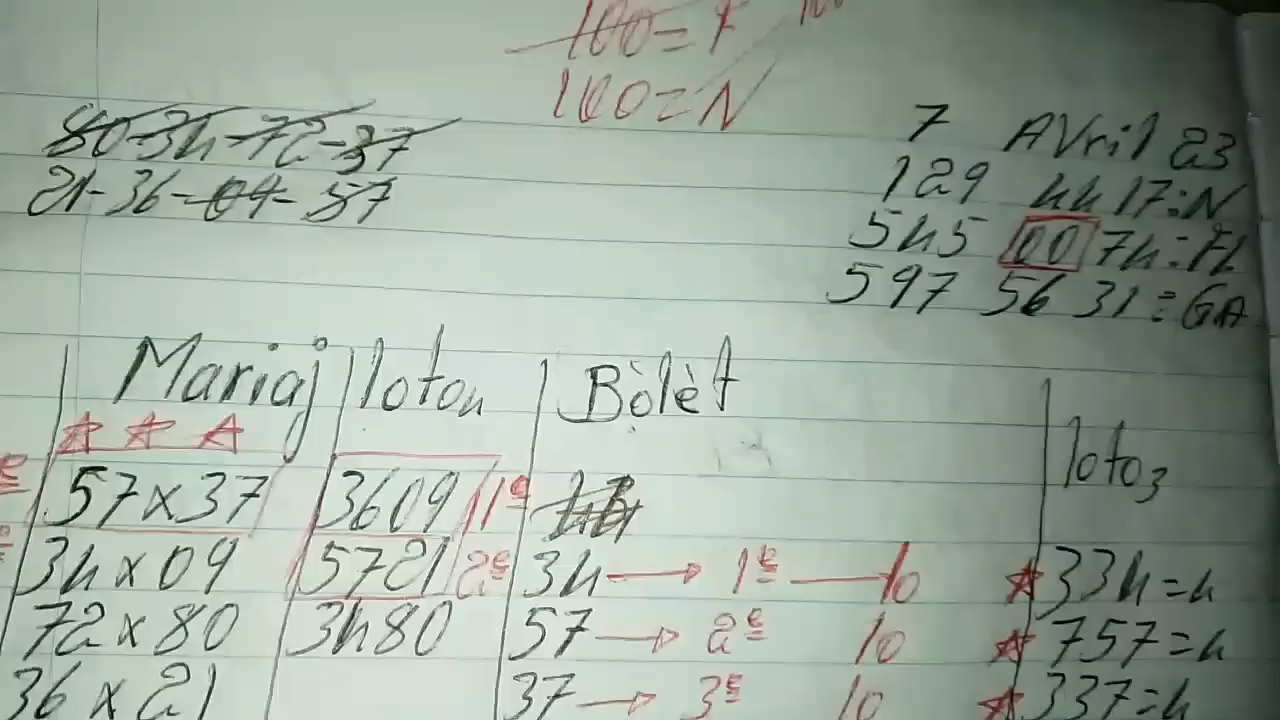 100=F
100=N
80-34-72-37
21-36-04-57
7 AVril 23
129 4417:N
545 00 74:FL
597 56 31:GA
Mariaj loto4 Bòlèt loto3
57x37 3609 1e
34x09 5721 2e 34 → 1e — 10 334=4
72x80 3480 57 → 2e 10 757=4
36x21 37 → 3e 10 337=4